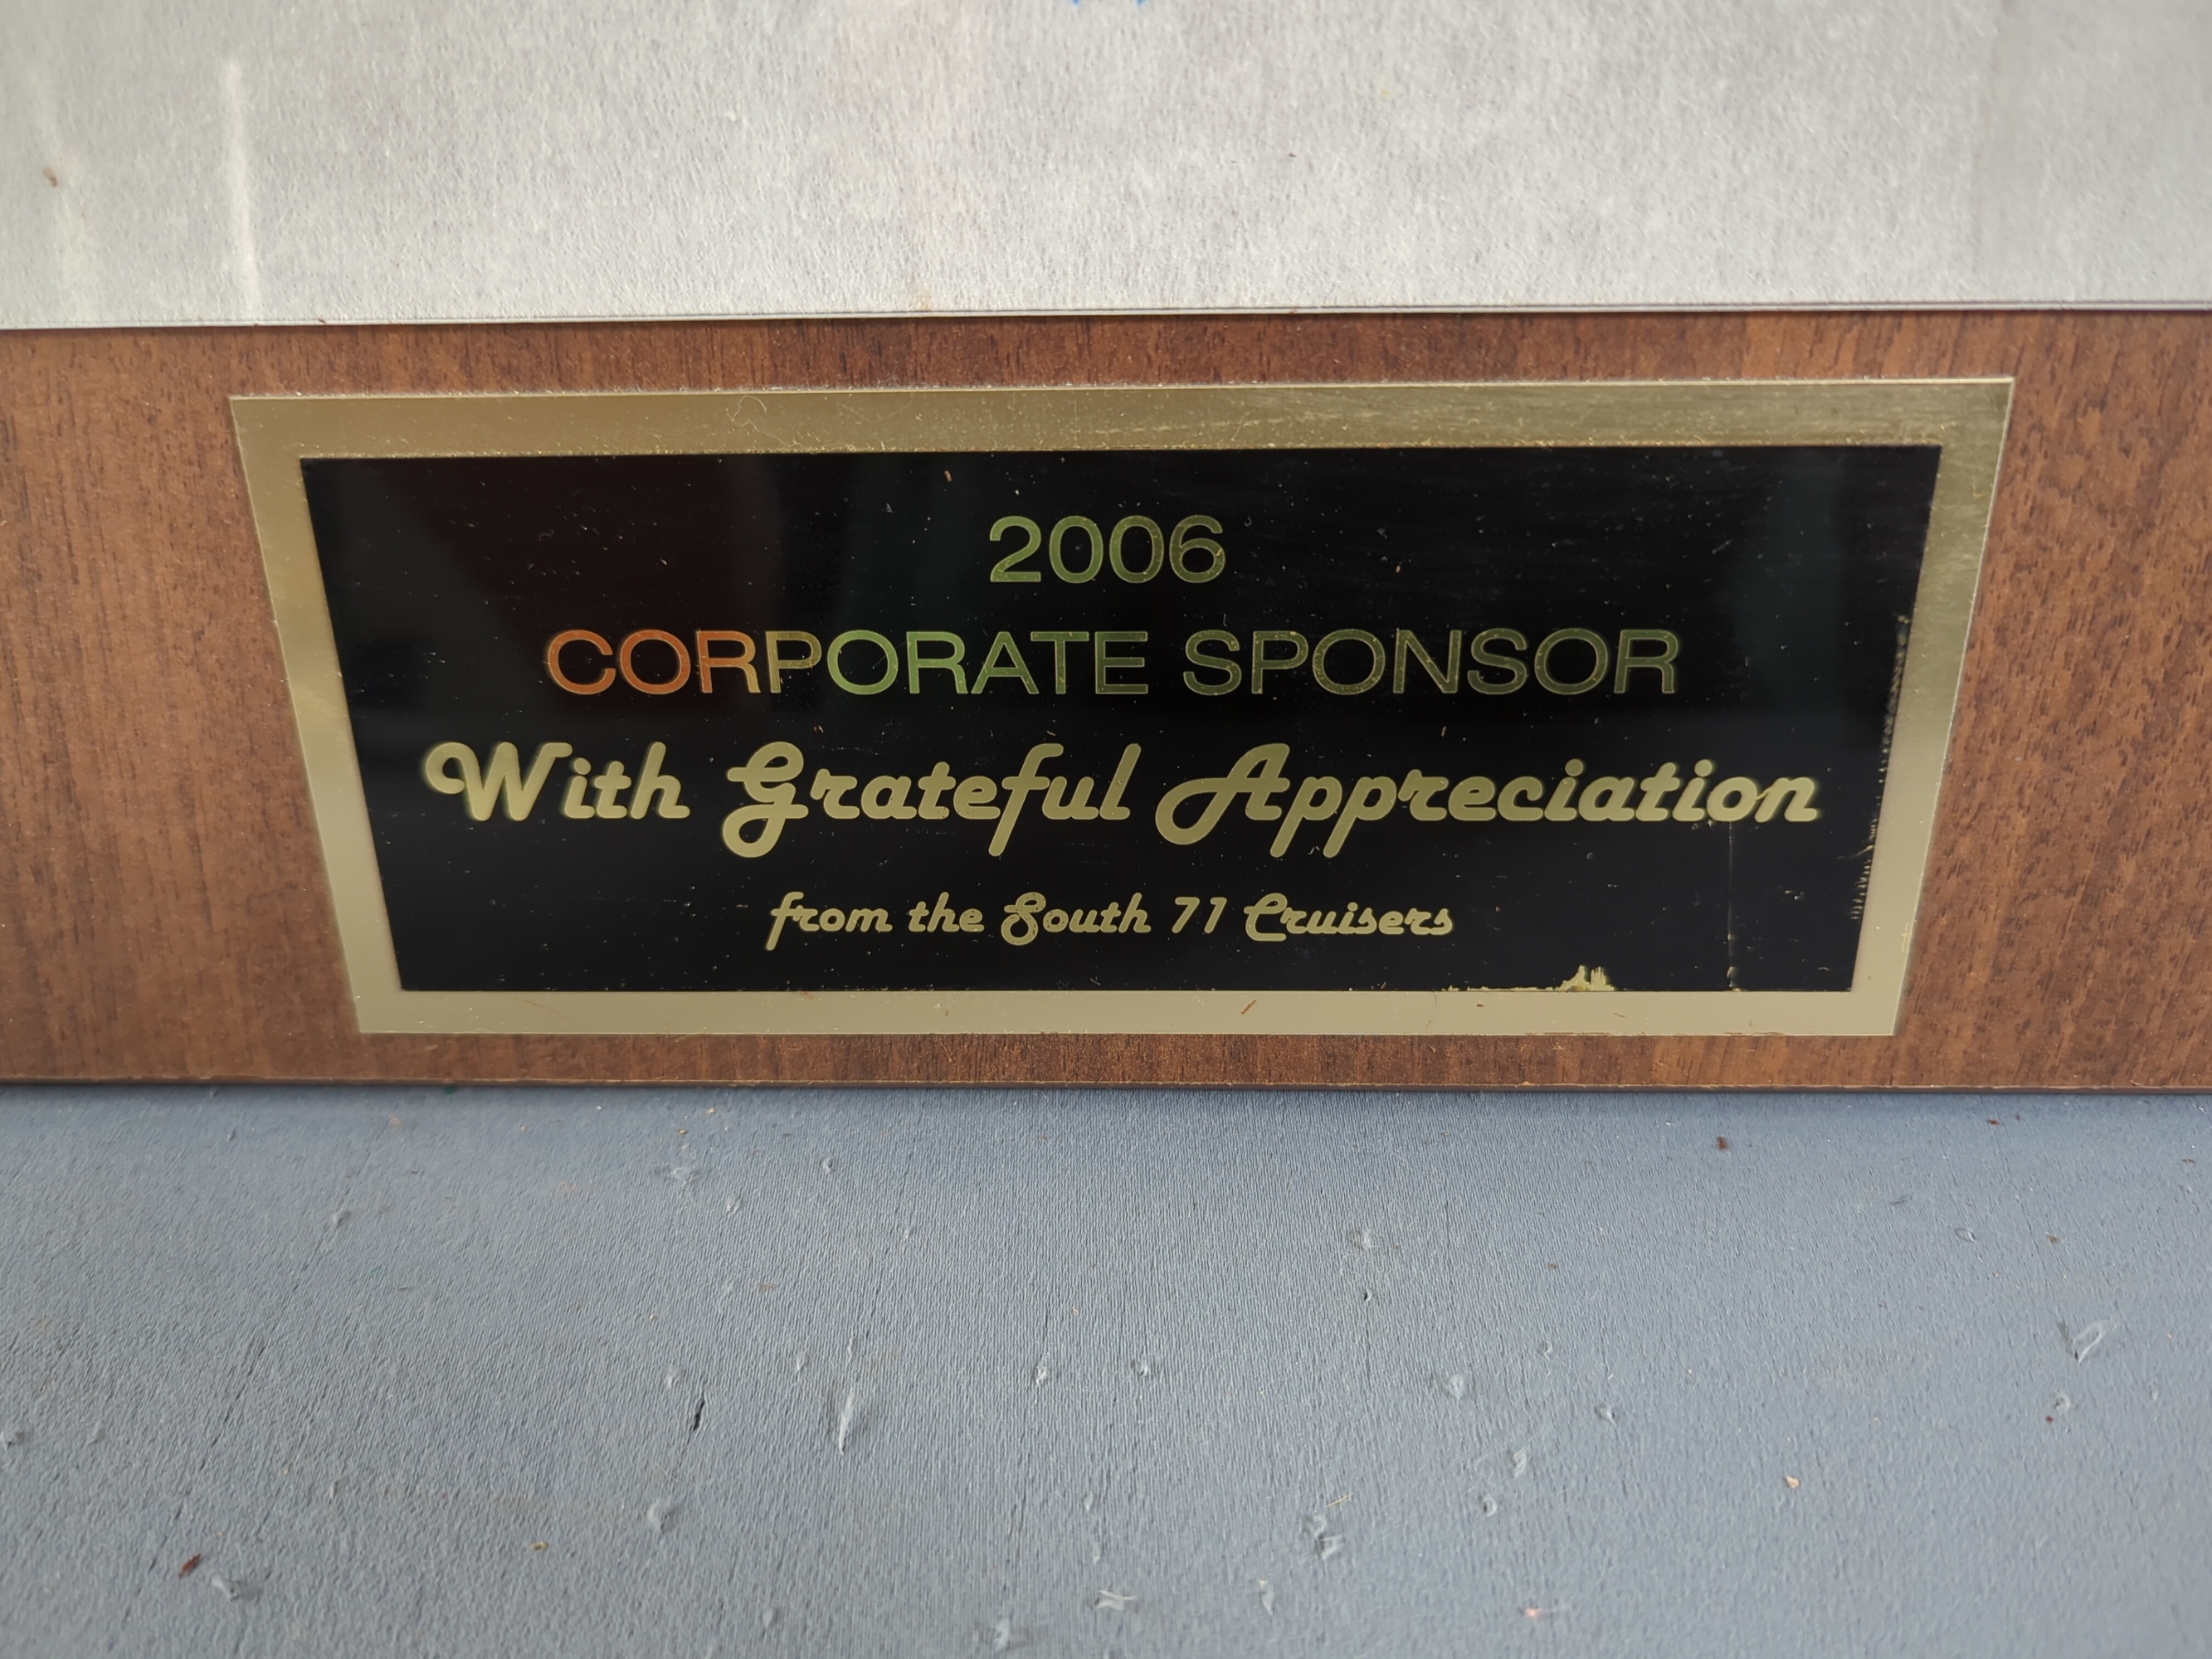 2006
CORPORATE SPONSOR
With Grateful Appreciation
from the South 71 Cruisers